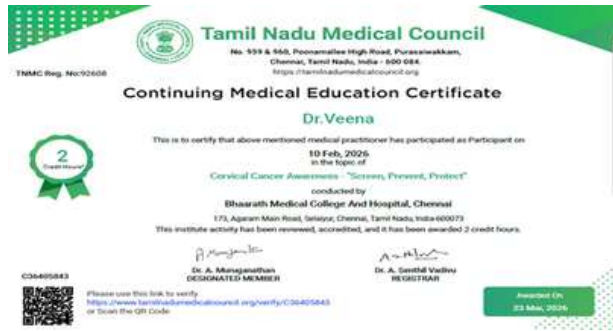 Tamil Nadu Medical Council
No. 959 & 960, Poonamallee High Road, Purasaiwakkam,
Chennai, Tamil Nadu, India - 600 084.
https://tamilnadumedicalcouncil.org
TNMC Reg. No:92608
Continuing Medical Education Certificate
Dr.Veena
This is to certify that above mentioned medical practitioner has participated as Participant on
10 Feb, 2026
in the topic of
Cervical Cancer Awareness - "Screen, Prevent, Protect"
conducted by
Bhaarath Medical College And Hospital, Chennai
173, Agaram Main Road, Selaiyur, Chennai, Tamil Nadu, India-600073
This institute activity has been reviewed, accredited, and it has been awarded 2 credit hours.
2
Credit Hours
Dr. A. Muruganathan
DESIGNATED MEMBER
Dr. A. Senthil Vadivu
REGISTRAR
C36405843
Please use this link to verify
https://www.tamilnadumedicalcouncil.org/verify/C36405843
or Scan the QR Code
Awarded On
23 Mar, 2026